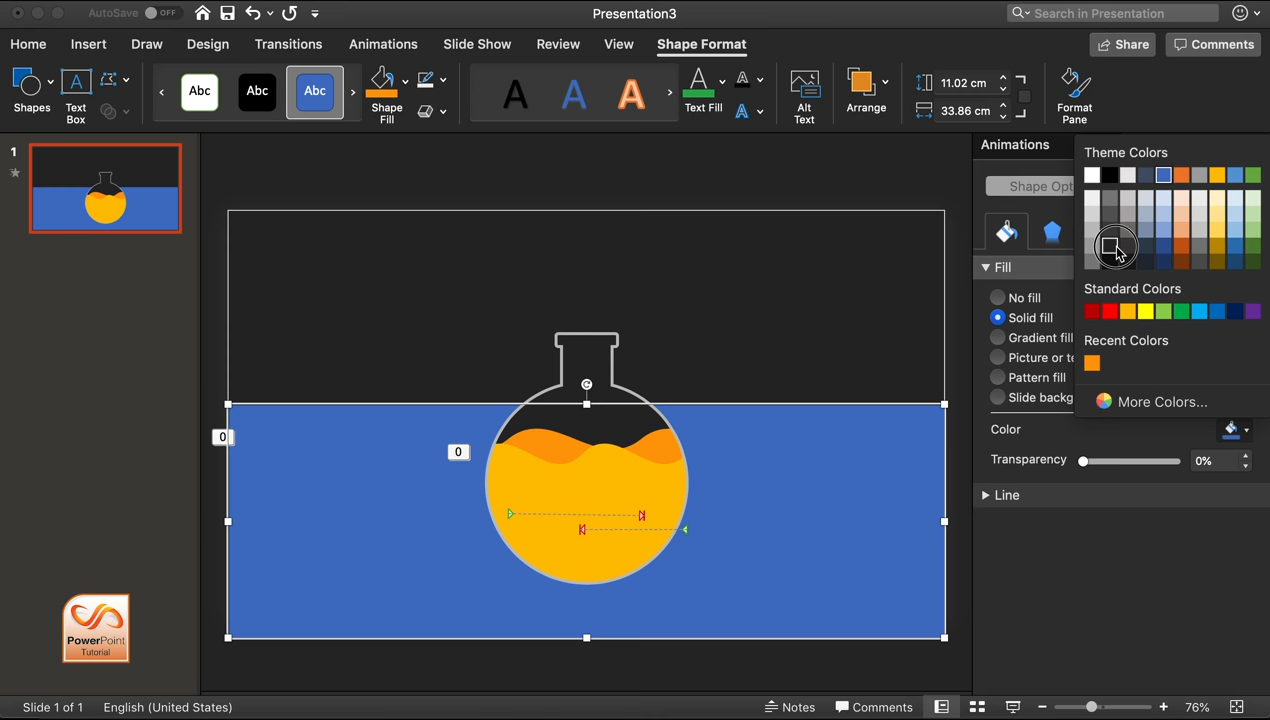 AutoSave OFF
Presentation3
Search in Presentation
Home Insert Draw Design Transitions Animations Slide Show Review View Shape Format
Share Comments
Shapes
Text
Box
Abc Abc Abc
Shape
Fill
A A A
Text Fill
Alt
Text
Arrange
11.02 cm
33.86 cm
Format
Pane
1
0
0
PowerPoint
Tutorial
Animations
Shape Opt
Fill
No fill
Solid fill
Gradient fill
Picture or te
Pattern fill
Slide backg
Color
Transparency 0%
Line
Theme Colors
Standard Colors
Recent Colors
More Colors...
Slide 1 of 1 English (United States)
Notes Comments 76%